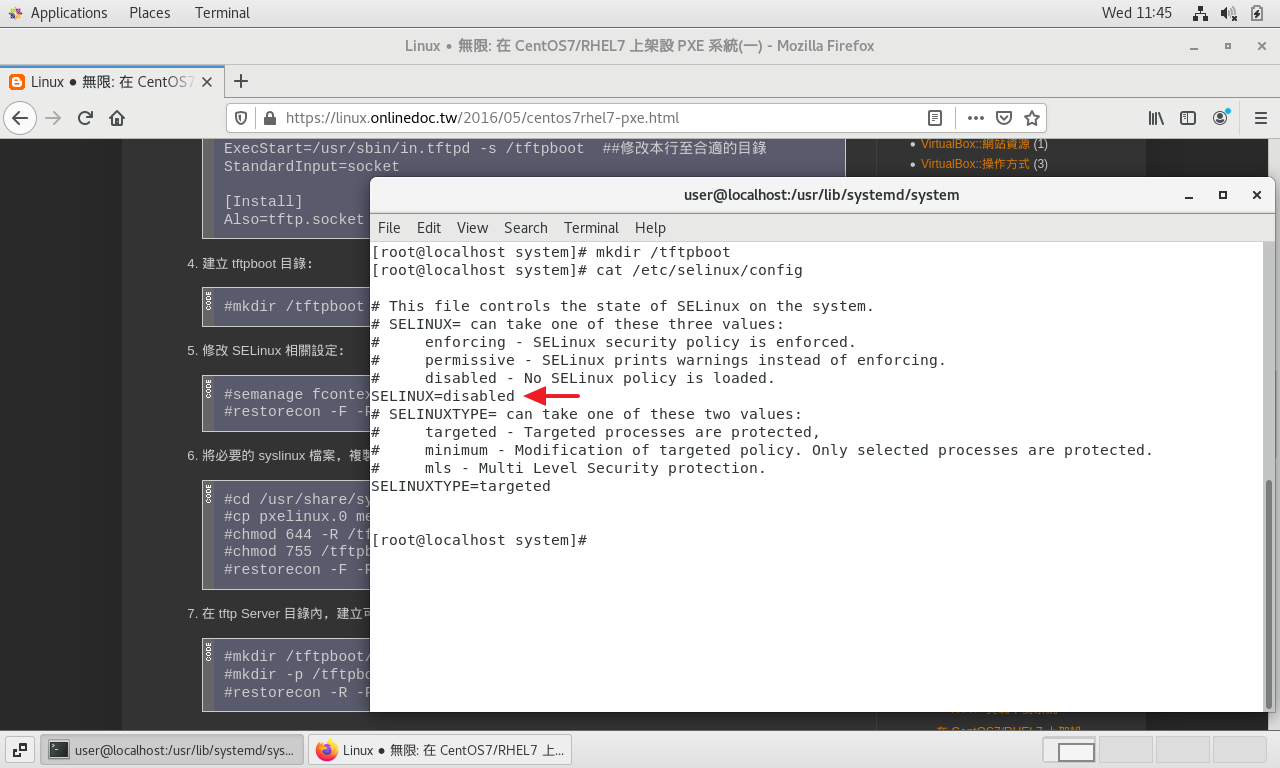 Applications Places Terminal Wed 11:45
Linux • 無限: 在 CentOS7/RHEL7 上架設 PXE 系統(一) - Mozilla Firefox
Linux ● 無限: 在 CentOS7
https://linux.onlinedoc.tw/2016/05/centos7rhel7-pxe.html
ExecStart=/usr/sbin/in.tftpd -s /tftpboot ##修改本行至合適的目錄
StandardInput=socket
[Install]
Also=tftp.socket
4. 建立 tftpboot 目錄:
CODE
#mkdir /tftpboot
5. 修改 SELinux 相關設定:
CODE
#semanage fcontex
#restorecon -F -R
6. 將必要的 syslinux 檔案, 複
CODE
#cd /usr/share/sy
#cp pxelinux.0 me
#chmod 644 -R /tf
#chmod 755 /tftpb
#restorecon -F -R
7. 在 tftp Server 目錄內, 建立可
CODE
#mkdir /tftpboot/
#mkdir -p /tftpbo
#restorecon -R -F
VirtualBox::網站資源 (1)
VirtualBox::操作方式 (3)
在 CentOS7/RHEL7 上架設
user@localhost:/usr/lib/systemd/system
File Edit View Search Terminal Help
[root@localhost system]# mkdir /tftpboot
[root@localhost system]# cat /etc/selinux/config
# This file controls the state of SELinux on the system.
# SELINUX= can take one of these three values:
#     enforcing - SELinux security policy is enforced.
#     permissive - SELinux prints warnings instead of enforcing.
#     disabled - No SELinux policy is loaded.
SELINUX=disabled
# SELINUXTYPE= can take one of these two values:
#     targeted - Targeted processes are protected,
#     minimum - Modification of targeted policy. Only selected processes are protected.
#     mls - Multi Level Security protection.
SELINUXTYPE=targeted
[root@localhost system]#
user@localhost:/usr/lib/systemd/sys...
Linux ● 無限: 在 CentOS7/RHEL7 上...